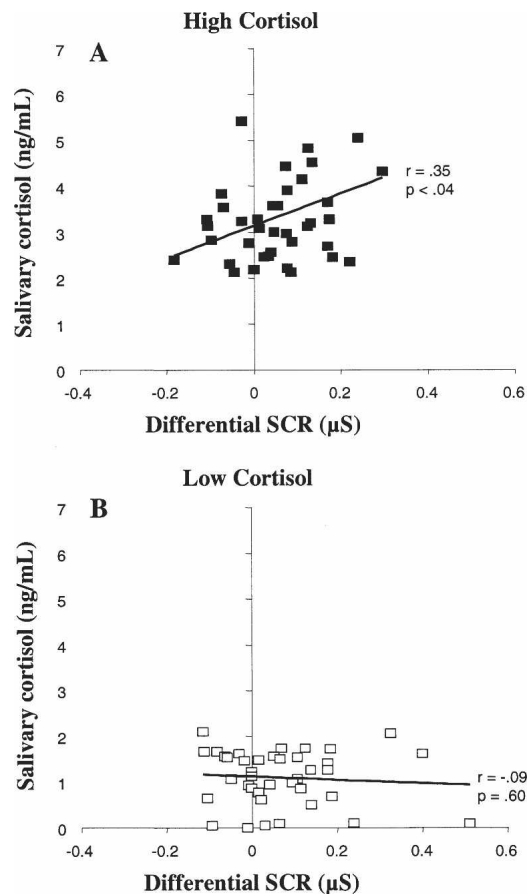 High Cortisol
A
7
6
5
4
3
2
1
0
Salivary cortisol (ng/mL)
r = .35
p < .04
-0.4
-0.2
0
0.2
0.4
0.6
Differential SCR (µS)
Low Cortisol
B
7
6
5
4
3
2
1
0
Salivary cortisol (ng/mL)
r = -.09
p = .60
-0.4
-0.2
0
0.2
0.4
0.6
Differential SCR (µS)